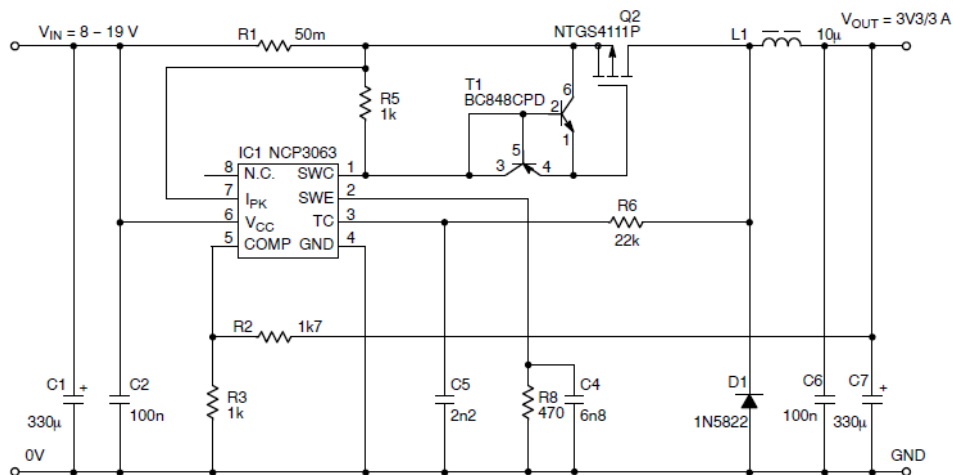 Q2
V_IN = 8 – 19 V
R1
50m
NTGS4111P
L1
10µ
V_OUT = 3V3/3 A
R5
1k
T1
BC848CPD
6
2
1
5
3
4
IC1 NCP3063
8
N.C.
SWC
1
7
I_PK
SWE
2
6
V_CC
TC
3
5
COMP
GND
4
R6
22k
R2
1k7
C1
+
330µ
C2
100n
R3
1k
C5
2n2
R8
470
C4
6n8
D1
1N5822
C6
100n
C7
+
330µ
0V
GND